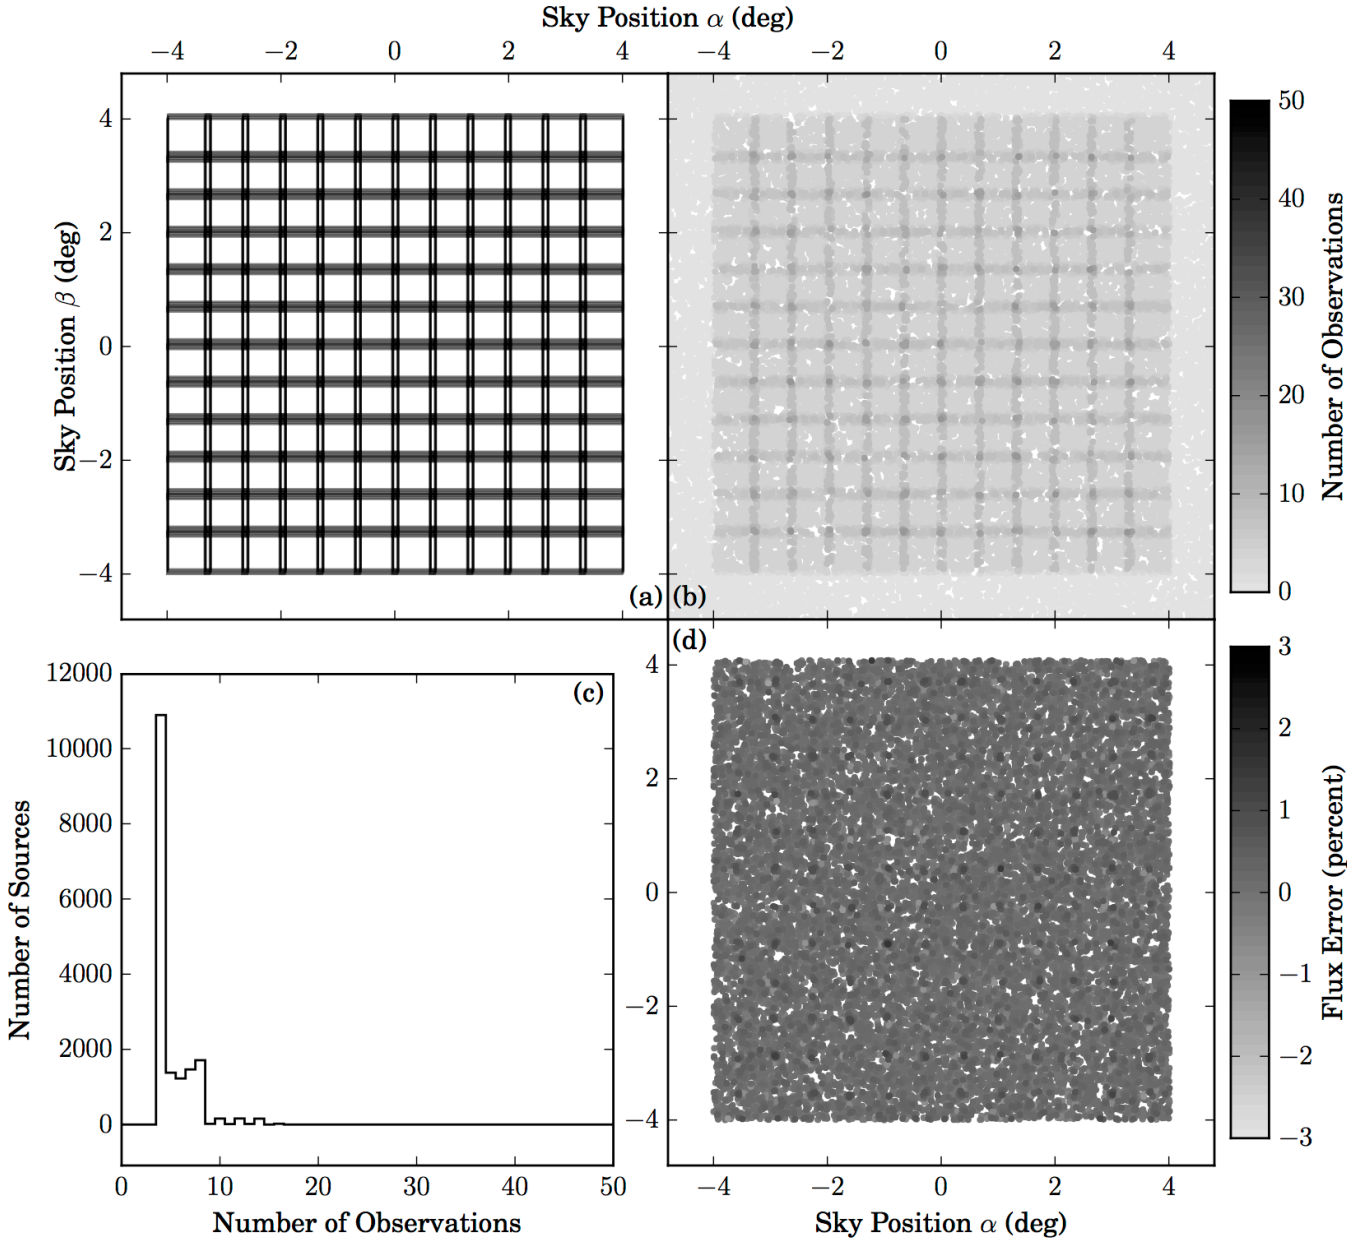 Sky Position α (deg)
−4 −2 0 2 4 −4 −2 0 2 4
4
2
0
−2
−4
Sky Position β (deg)
(a) (b)
50
40
30
20
10
0
Number of Observations
12000
10000
8000
6000
4000
2000
0
Number of Sources
(c)
0 10 20 30 40 50
Number of Observations
(d)
4
2
0
−2
−4
−4 −2 0 2 4
Sky Position α (deg)
3
2
1
0
−1
−2
−3
Flux Error (percent)